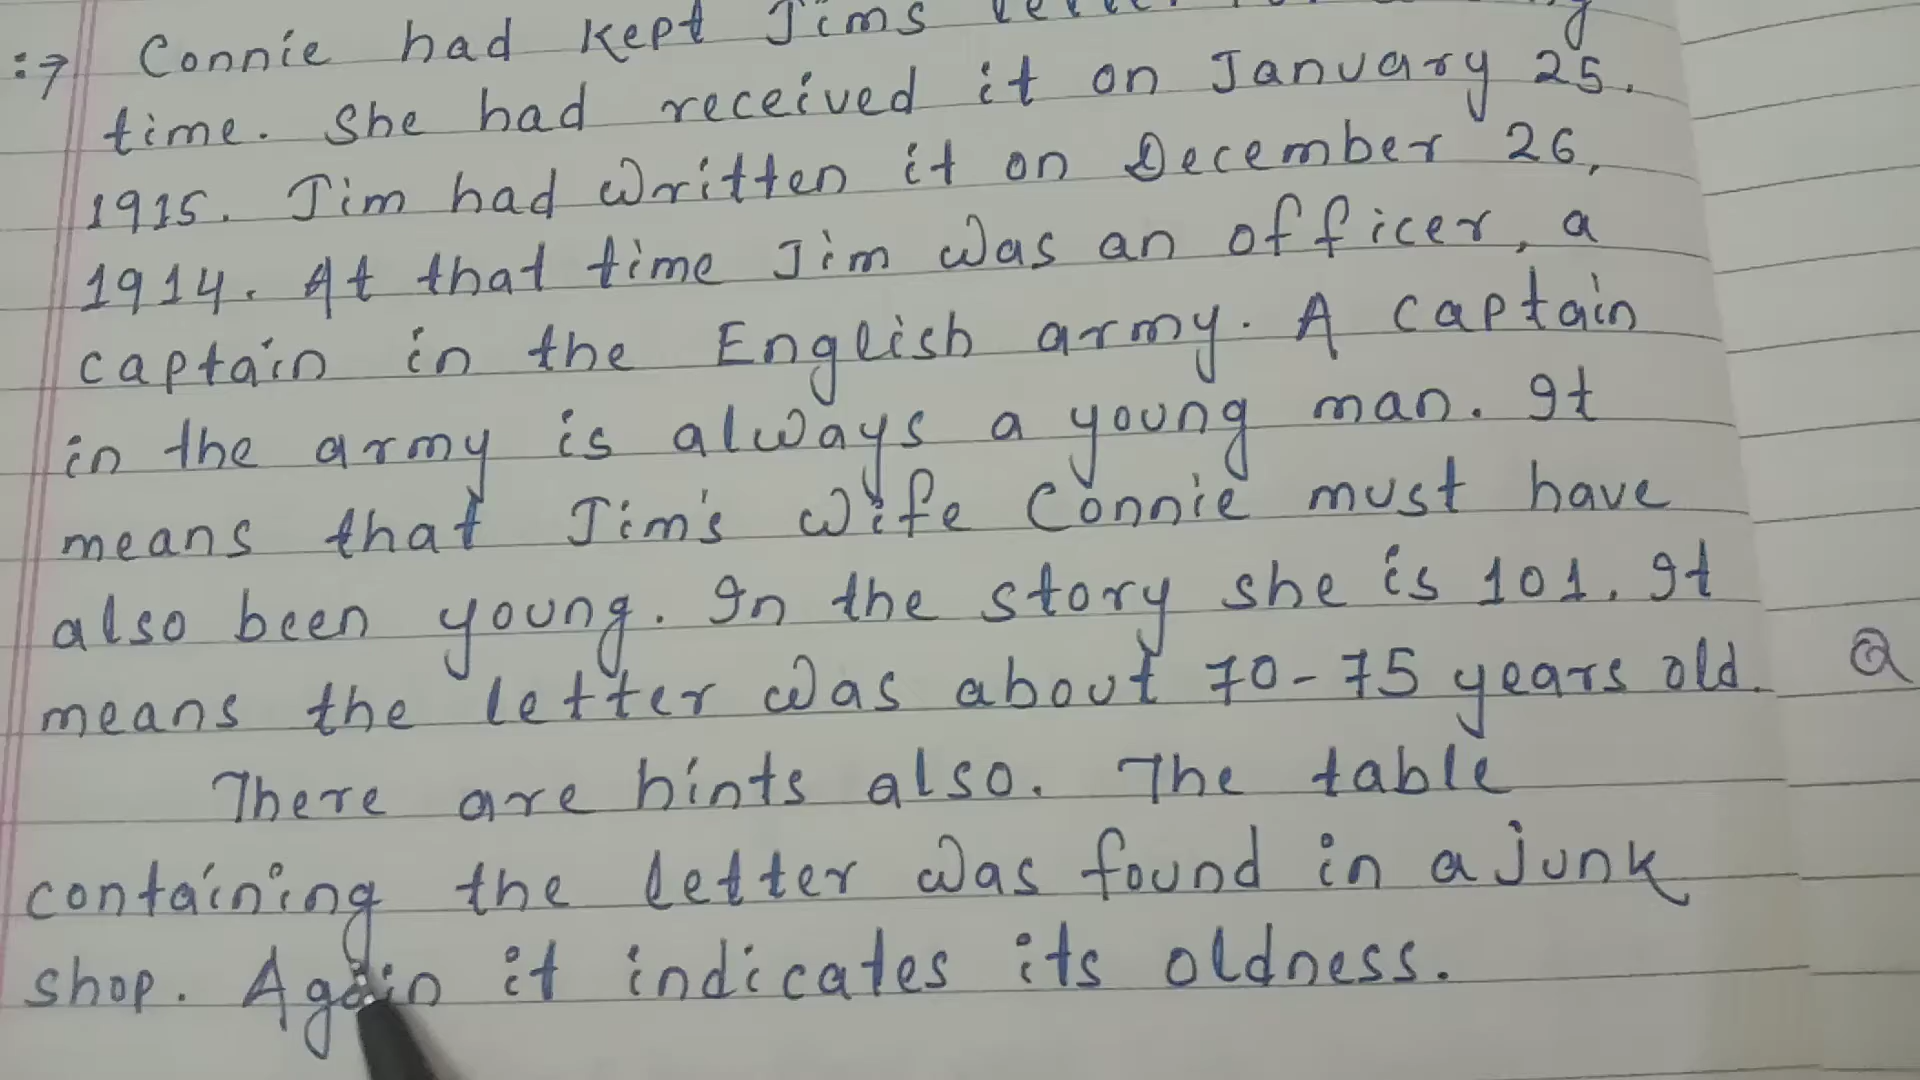 :→ Connie had kept Jims
time. She had received it on January 25.
1915. Jim had written it on December 26,
1914. At that time Jim was an officer, a
captain in the English army. A captain
in the army is always a young man. It
means that Jim's wife Connie must have
also been young. In the story she is 101. It
means the letter was about 70-75 years old.
Q
There are hints also. The table
containing the letter was found in a junk
shop. Again it indicates its oldness.